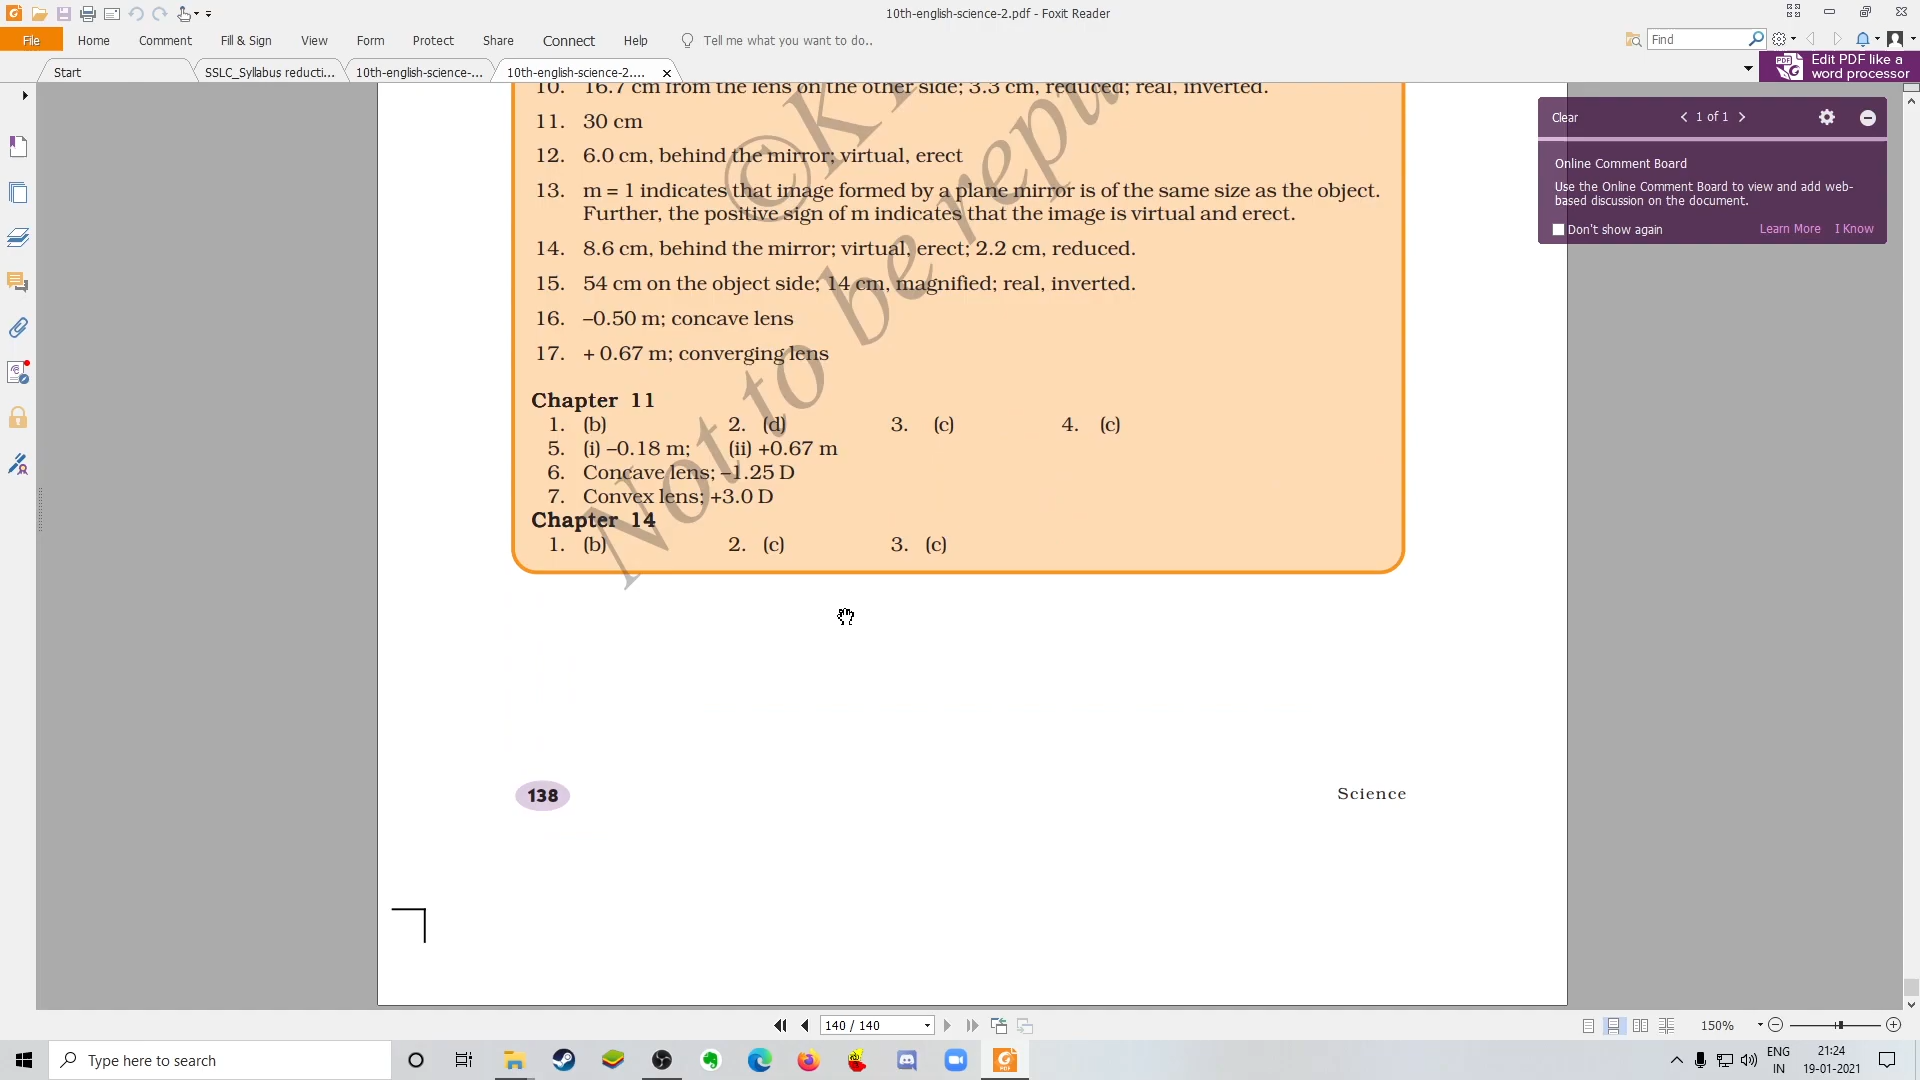 10th-english-science-2.pdf - Foxit Reader
File Home Comment Fill & Sign View Form Protect Share Connect Help Tell me what you want to do..
Find
Start SSLC_Syllabus reducti... 10th-english-science-... 10th-english-science-2....
Edit PDF like a
word processor
10. 16.7 cm from the lens on the other side; 3.3 cm, reduced; real, inverted.
11. 30 cm
12. 6.0 cm, behind the mirror; virtual, erect
13. m = 1 indicates that image formed by a plane mirror is of the same size as the object.
Further, the positive sign of m indicates that the image is virtual and erect.
14. 8.6 cm, behind the mirror; virtual, erect; 2.2 cm, reduced.
15. 54 cm on the object side; 14 cm, magnified; real, inverted.
16. –0.50 m; concave lens
17. + 0.67 m; converging lens
Chapter 11
1. (b) 2. (d) 3. (c) 4. (c)
5. (i) –0.18 m; (ii) +0.67 m
6. Concave lens; –1.25 D
7. Convex lens; +3.0 D
Chapter 14
1. (b) 2. (c) 3. (c)
Not to be
138
Science
Clear 1 of 1
Online Comment Board
Use the Online Comment Board to view and add web-
based discussion on the document.
Don't show again Learn More I Know
140 / 140
150%
Type here to search
ENG
IN
21:24
19-01-2021